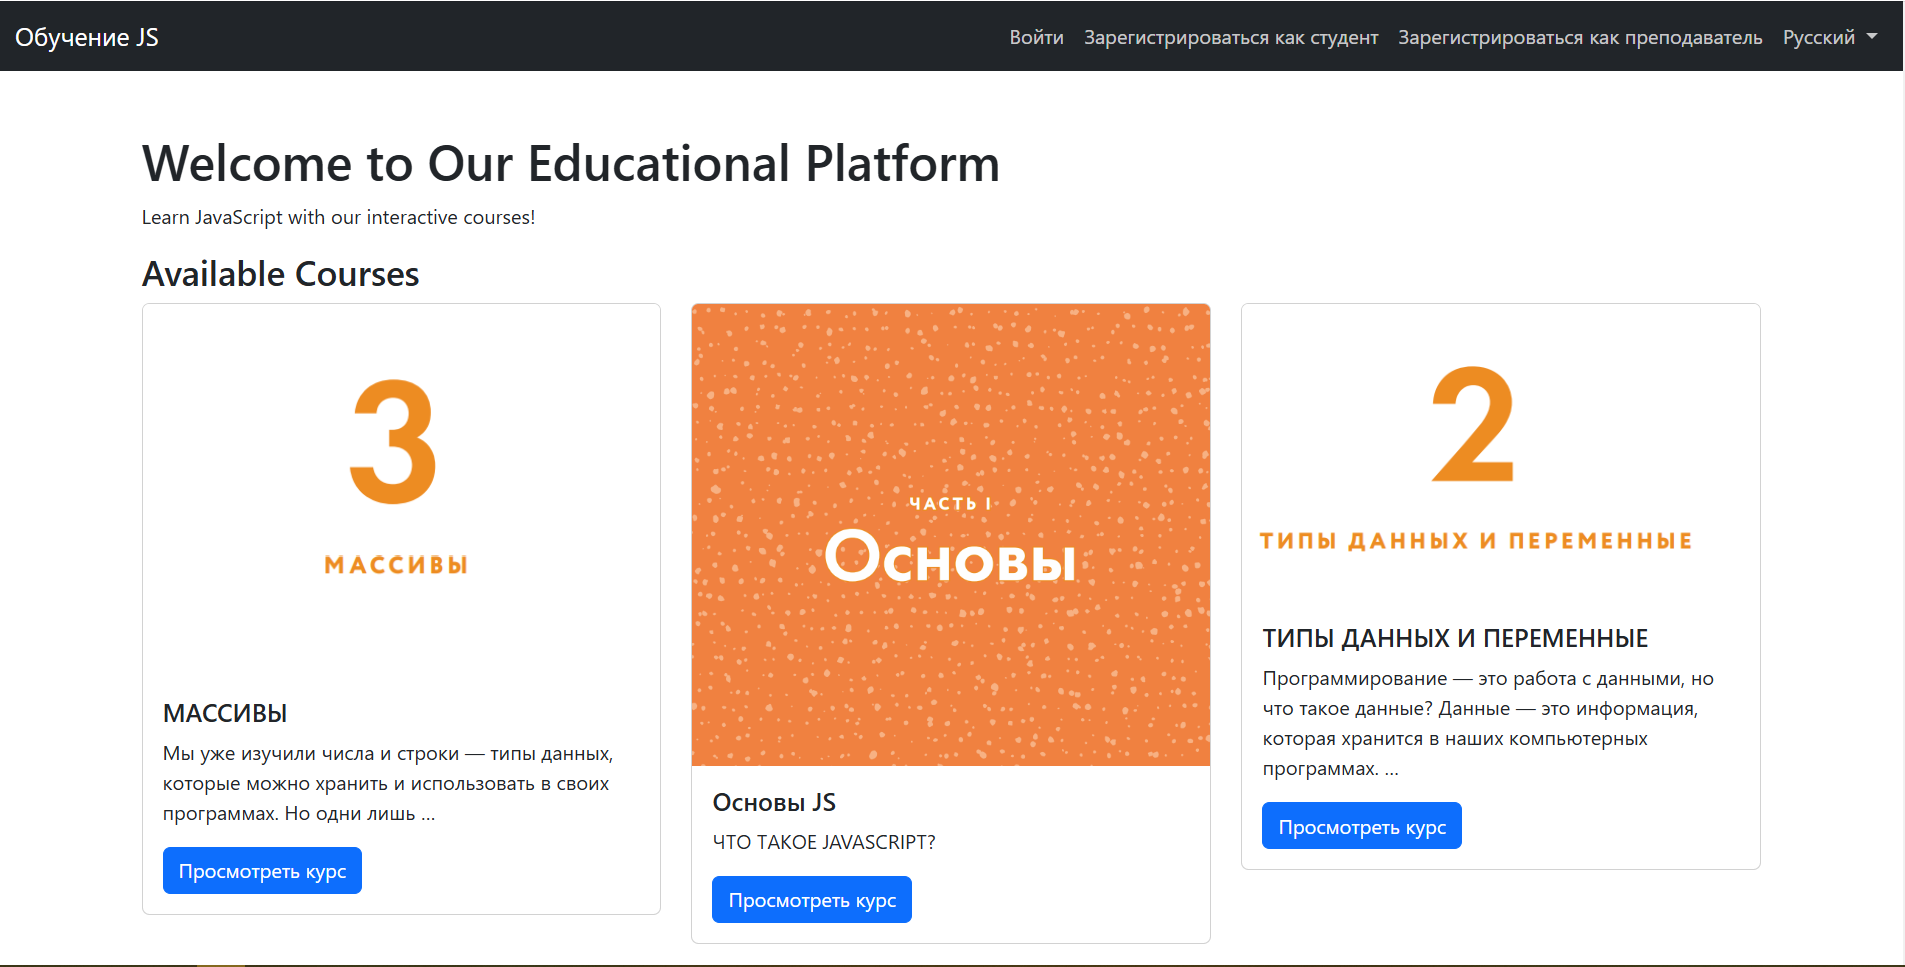 Обучение JS
Войти
Зарегистрироваться как студент
Зарегистрироваться как преподаватель
Русский
Welcome to Our Educational Platform
Learn JavaScript with our interactive courses!
Available Courses
3
МАССИВЫ
МАССИВЫ
Мы уже изучили числа и строки — типы данных,
которые можно хранить и использовать в своих
программах. Но одни лишь ...
Просмотреть курс
ЧАСТЬ I
Основы
Основы JS
ЧТО ТАКОЕ JAVASCRIPT?
Просмотреть курс
2
ТИПЫ ДАННЫХ И ПЕРЕМЕННЫЕ
ТИПЫ ДАННЫХ И ПЕРЕМЕННЫЕ
Программирование — это работа с данными, но
что такое данные? Данные — это информация,
которая хранится в наших компьютерных
программах. ...
Просмотреть курс